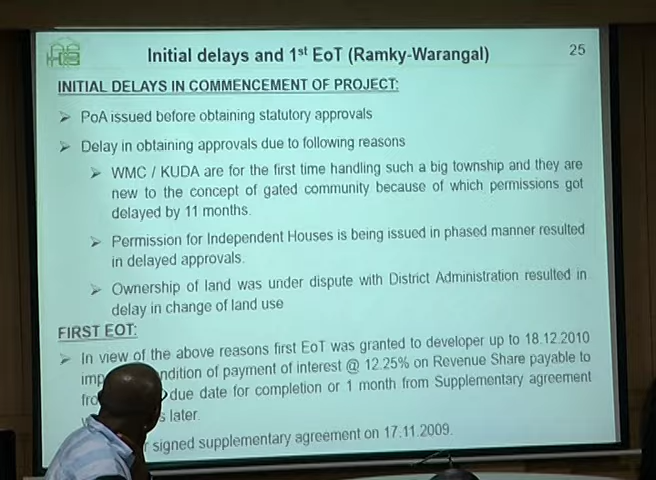 Initial delays and 1st EoT (Ramky-Warangal)
25
INITIAL DELAYS IN COMMENCEMENT OF PROJECT:
➢ PoA issued before obtaining statutory approvals
➢ Delay in obtaining approvals due to following reasons
➢ WMC / KUDA are for the first time handling such a big township and they are
new to the concept of gated community because of which permissions got
delayed by 11 months.
➢ Permission for Independent Houses is being issued in phased manner resulted
in delayed approvals.
➢ Ownership of land was under dispute with District Administration resulted in
delay in change of land use
FIRST EOT:
➢ In view of the above reasons first EoT was granted to developer up to 18.12.2010
of payment of interest @ 12.25% on Revenue Share payable to
due date for completion or 1 month from Supplementary agreement
later.
signed supplementary agreement on 17.11.2009.